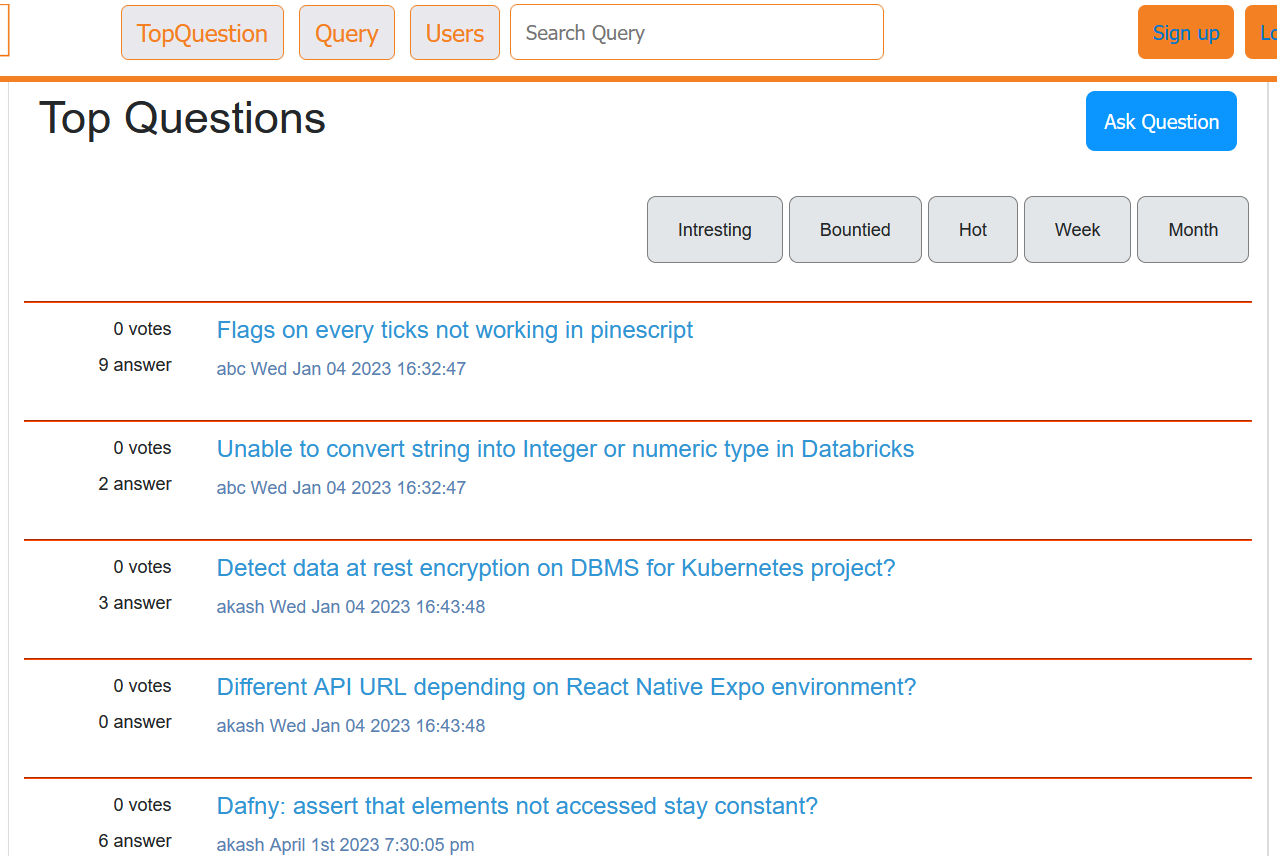 TopQuestion Query Users Search Query Sign up
Top Questions
Ask Question
Intresting Bountied Hot Week Month
0 votes
Flags on every ticks not working in pinescript
9 answer
abc Wed Jan 04 2023 16:32:47
0 votes
Unable to convert string into Integer or numeric type in Databricks
2 answer
abc Wed Jan 04 2023 16:32:47
0 votes
Detect data at rest encryption on DBMS for Kubernetes project?
3 answer
akash Wed Jan 04 2023 16:43:48
0 votes
Different API URL depending on React Native Expo environment?
0 answer
akash Wed Jan 04 2023 16:43:48
0 votes
Dafny: assert that elements not accessed stay constant?
6 answer
akash April 1st 2023 7:30:05 pm